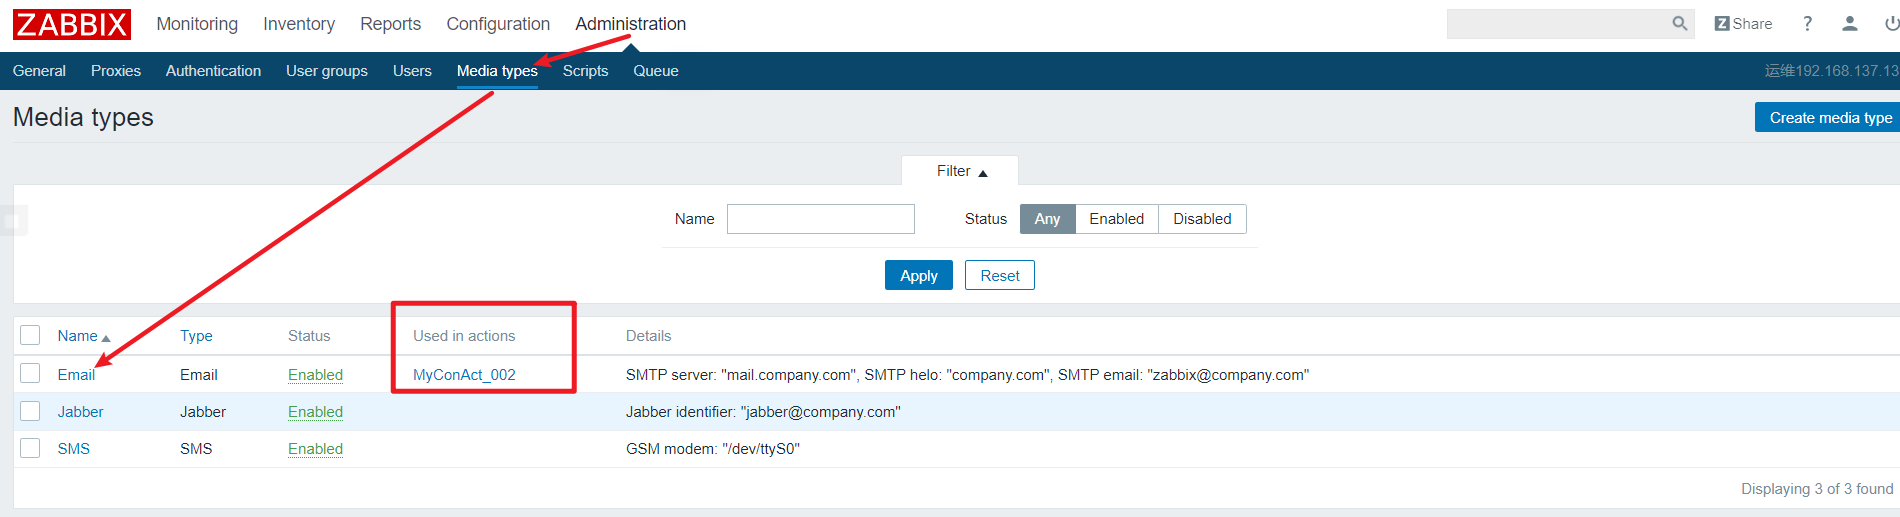 ZABBIX Monitoring Inventory Reports Configuration Administration Z Share ?
General Proxies Authentication User groups Users Media types Scripts Queue 运维192.168.137.13
Media types Create media type
Filter ▲
Name Status Any Enabled Disabled
Apply Reset
Name ▲ Type Status Used in actions Details
Email Email Enabled MyConAct_002 SMTP server: "mail.company.com", SMTP helo: "company.com", SMTP email: "zabbix@company.com"
Jabber Jabber Enabled Jabber identifier: "jabber@company.com"
SMS SMS Enabled GSM modem: "/dev/ttyS0"
Displaying 3 of 3 found